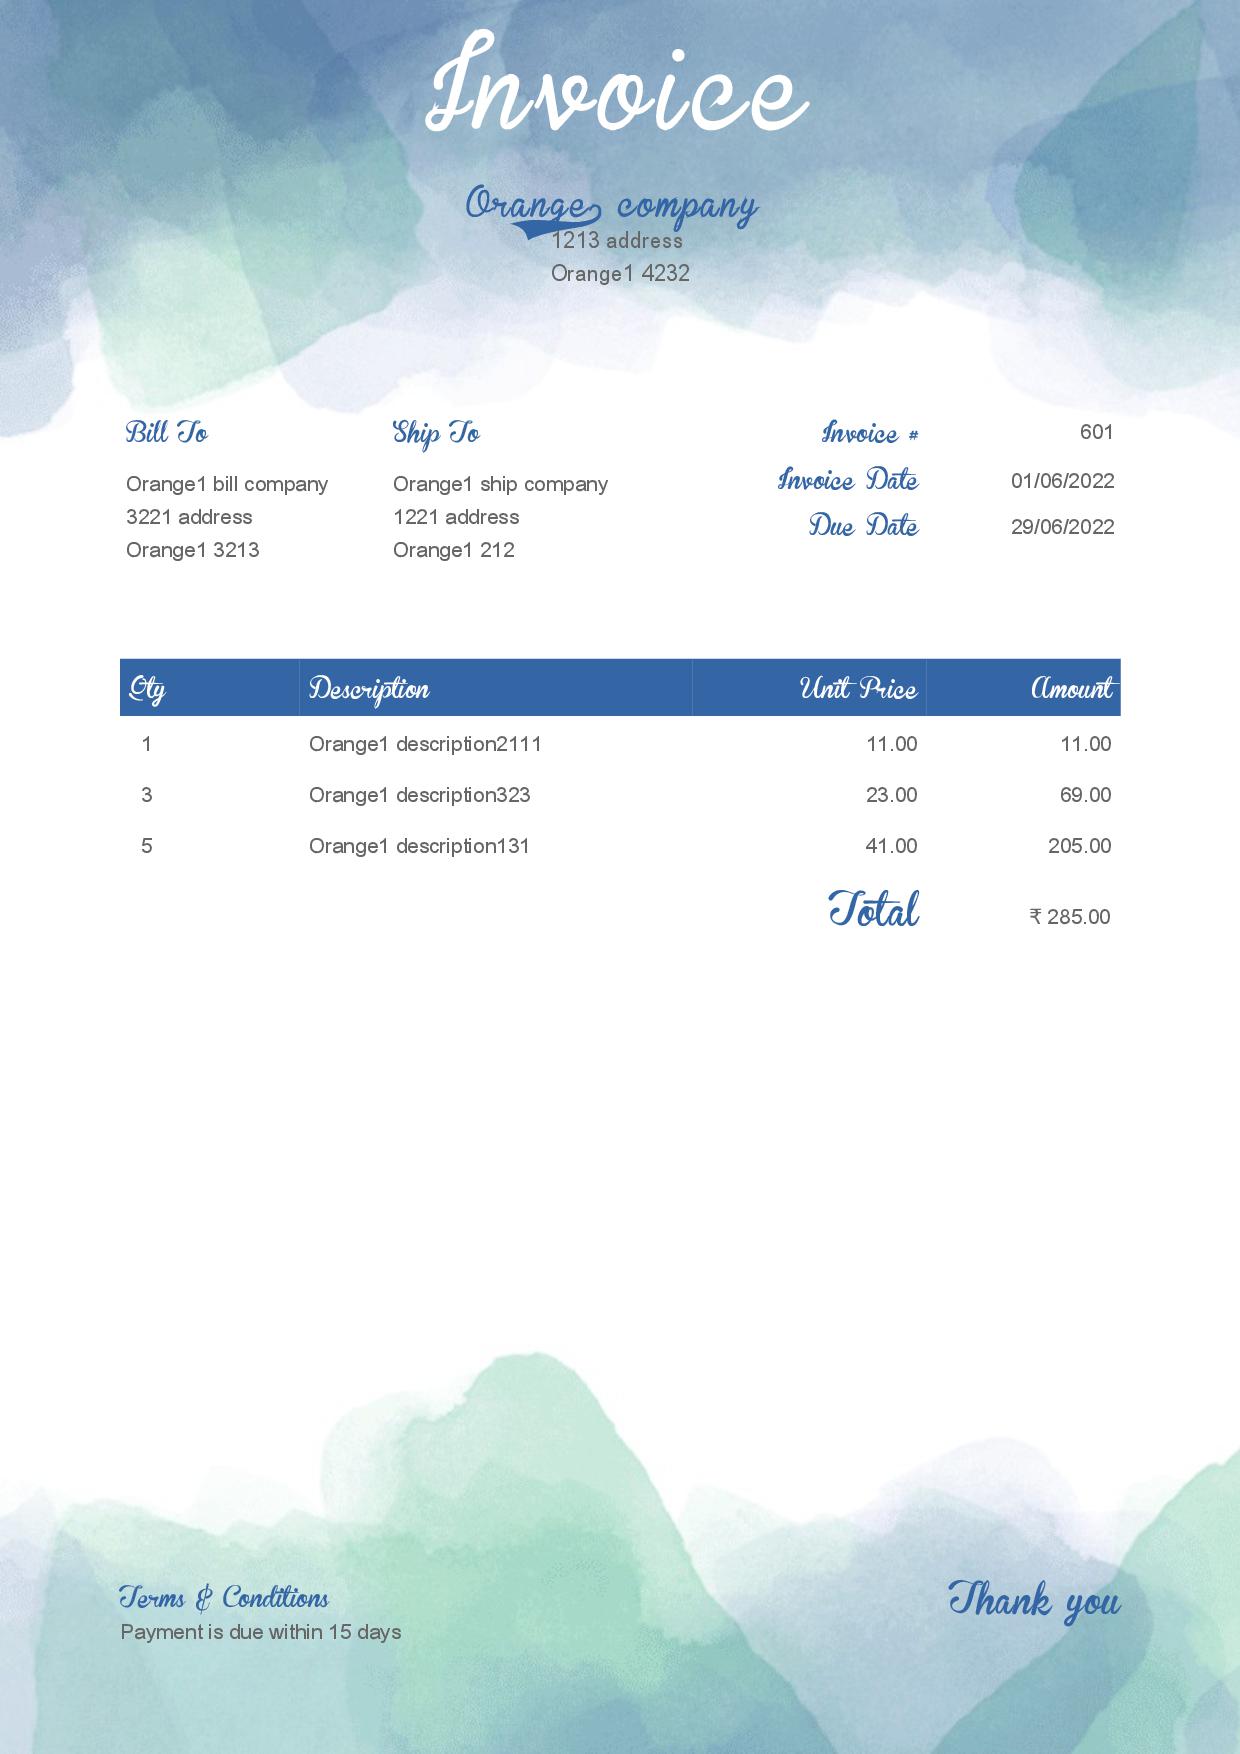 Invoice
Orange company
1213 address
Orange1 4232
Bill To
Orange1 bill company
3221 address
Orange1 3213
Ship To
Orange1 ship company
1221 address
Orange1 212
Invoice # 601
Invoice Date 01/06/2022
Due Date 29/06/2022
Qty Description Unit Price Amount
1 Orange1 description2111 11.00 11.00
3 Orange1 description323 23.00 69.00
5 Orange1 description131 41.00 205.00
Total ₹ 285.00
Terms & Conditions
Payment is due within 15 days
Thank you